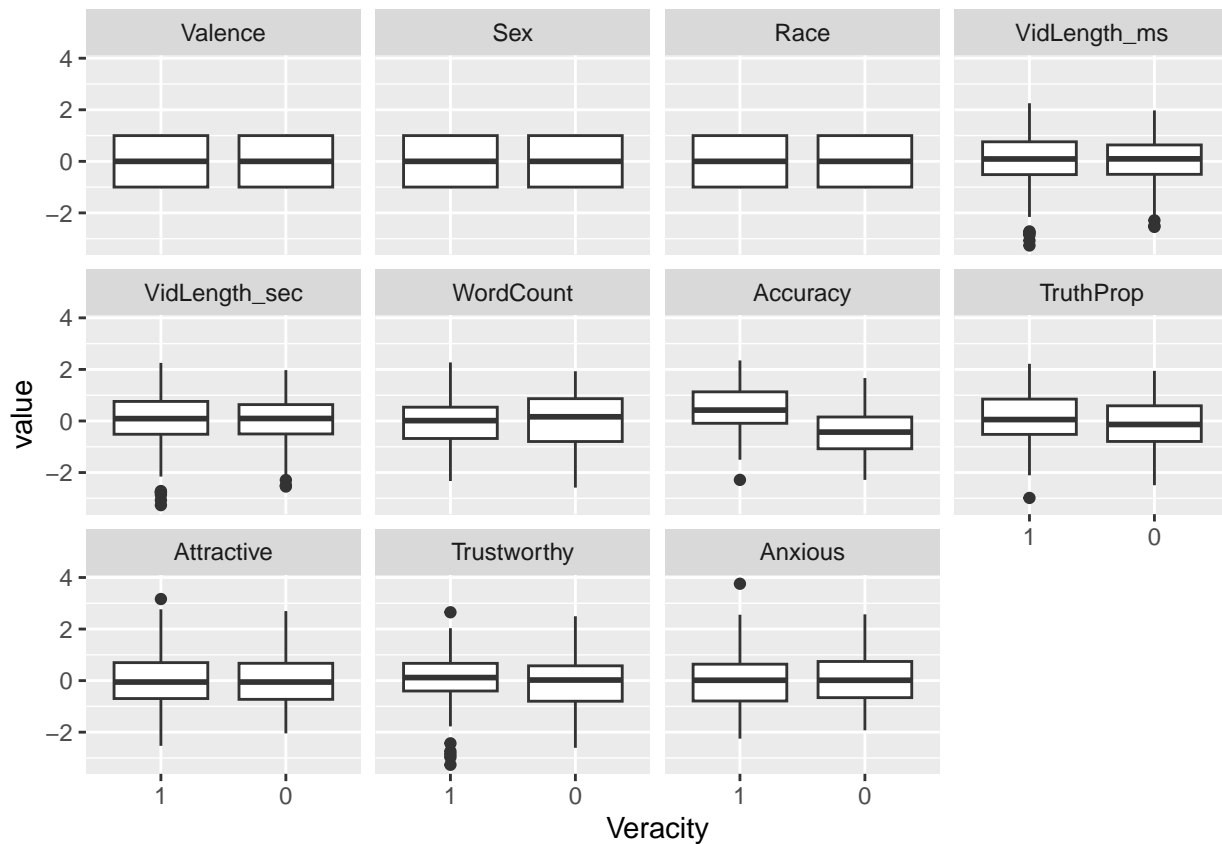 Valence Sex Race VidLength_ms
4
2
0
−2
VidLength_sec WordCount Accuracy TruthProp
4
2
0
−2
1 0
Attractive Trustworthy Anxious
4
2
0
−2
1 0 1 0 1 0
value
Veracity